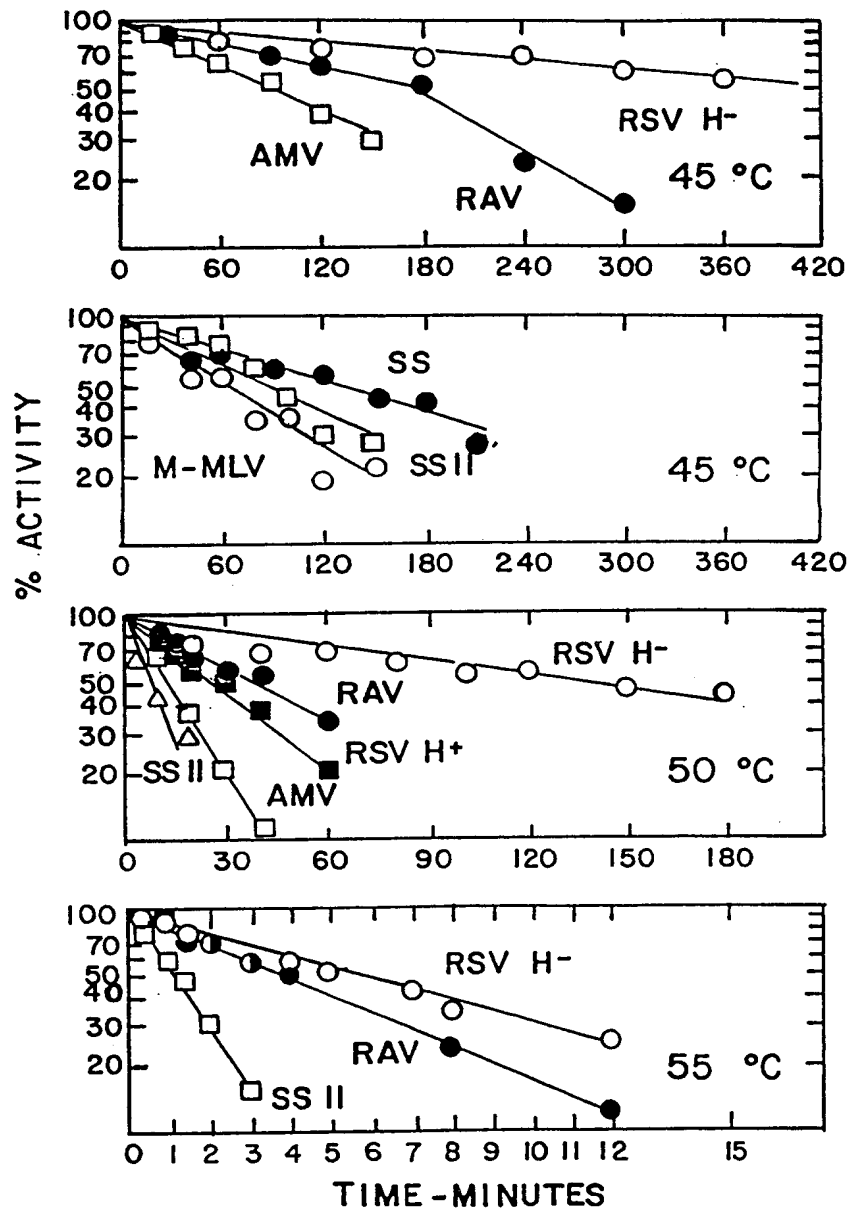 100
70
50
40
30
20
RSV H-
AMV
RAV
45 °C
0 60 120 180 240 300 360 420
100
70
50
40
30
20
SS
M-MLV
SS II
45 °C
0 60 120 180 240 300 360 420
% ACTIVITY
100
70
50
40
30
20
RSV H-
RAV
RSV H+
SS II
AMV
50 °C
0 30 60 90 120 150 180
100
70
50
40
30
20
RSV H-
RAV
SS II
55 °C
0 1 2 3 4 5 6 7 8 9 10 11 12 15
TIME-MINUTES